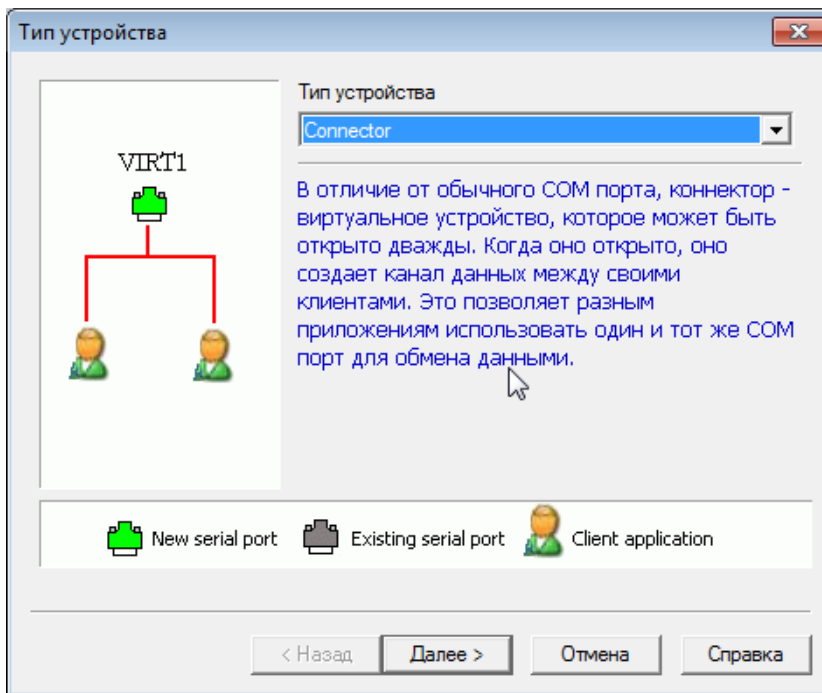 Тип устройства
Тип устройства
Connector
VIRT1
В отличие от обычного COM порта, коннектор -
виртуальное устройство, которое может быть
открыто дважды. Когда оно открыто, оно
создает канал данных между своими
клиентами. Это позволяет разным
приложениям использовать один и тот же COM
порт для обмена данными.
New serial port Existing serial port Client application
< Назад Далее > Отмена Справка